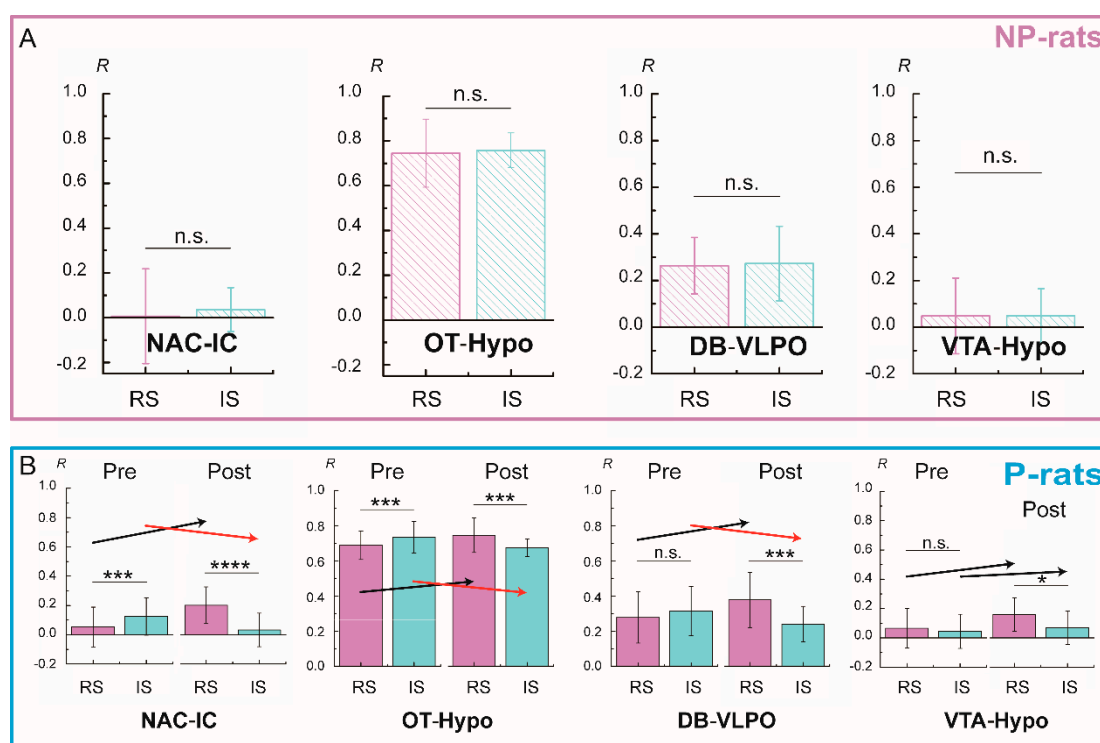 A
NP-rats
R
1.0
0.8
0.6
0.4
0.2
0.0
-0.2
n.s.
NAC-IC
RS IS
R
1.0
0.8
0.6
0.4
0.2
0.0
-0.2
n.s.
OT-Hypo
RS IS
R
1.0
0.8
0.6
0.4
0.2
0.0
-0.2
n.s.
DB-VLPO
RS IS
R
1.0
0.8
0.6
0.4
0.2
0.0
-0.2
n.s.
VTA-Hypo
RS IS
B
P-rats
R
Pre Post
1.0
0.8
0.6
0.4
0.2
0.0
-0.2
*** ****
RS IS RS IS
NAC-IC
R
Pre Post
1.0
0.8
0.6
0.4
0.2
0.0
*** ***
RS IS RS IS
OT-Hypo
R
Pre Post
1.0
0.8
0.6
0.4
0.2
0.0
n.s. ***
RS IS RS IS
DB-VLPO
R
Pre
Post
1.0
0.8
0.6
0.4
0.2
0.0
-0.2
n.s.
*
RS IS RS IS
VTA-Hypo